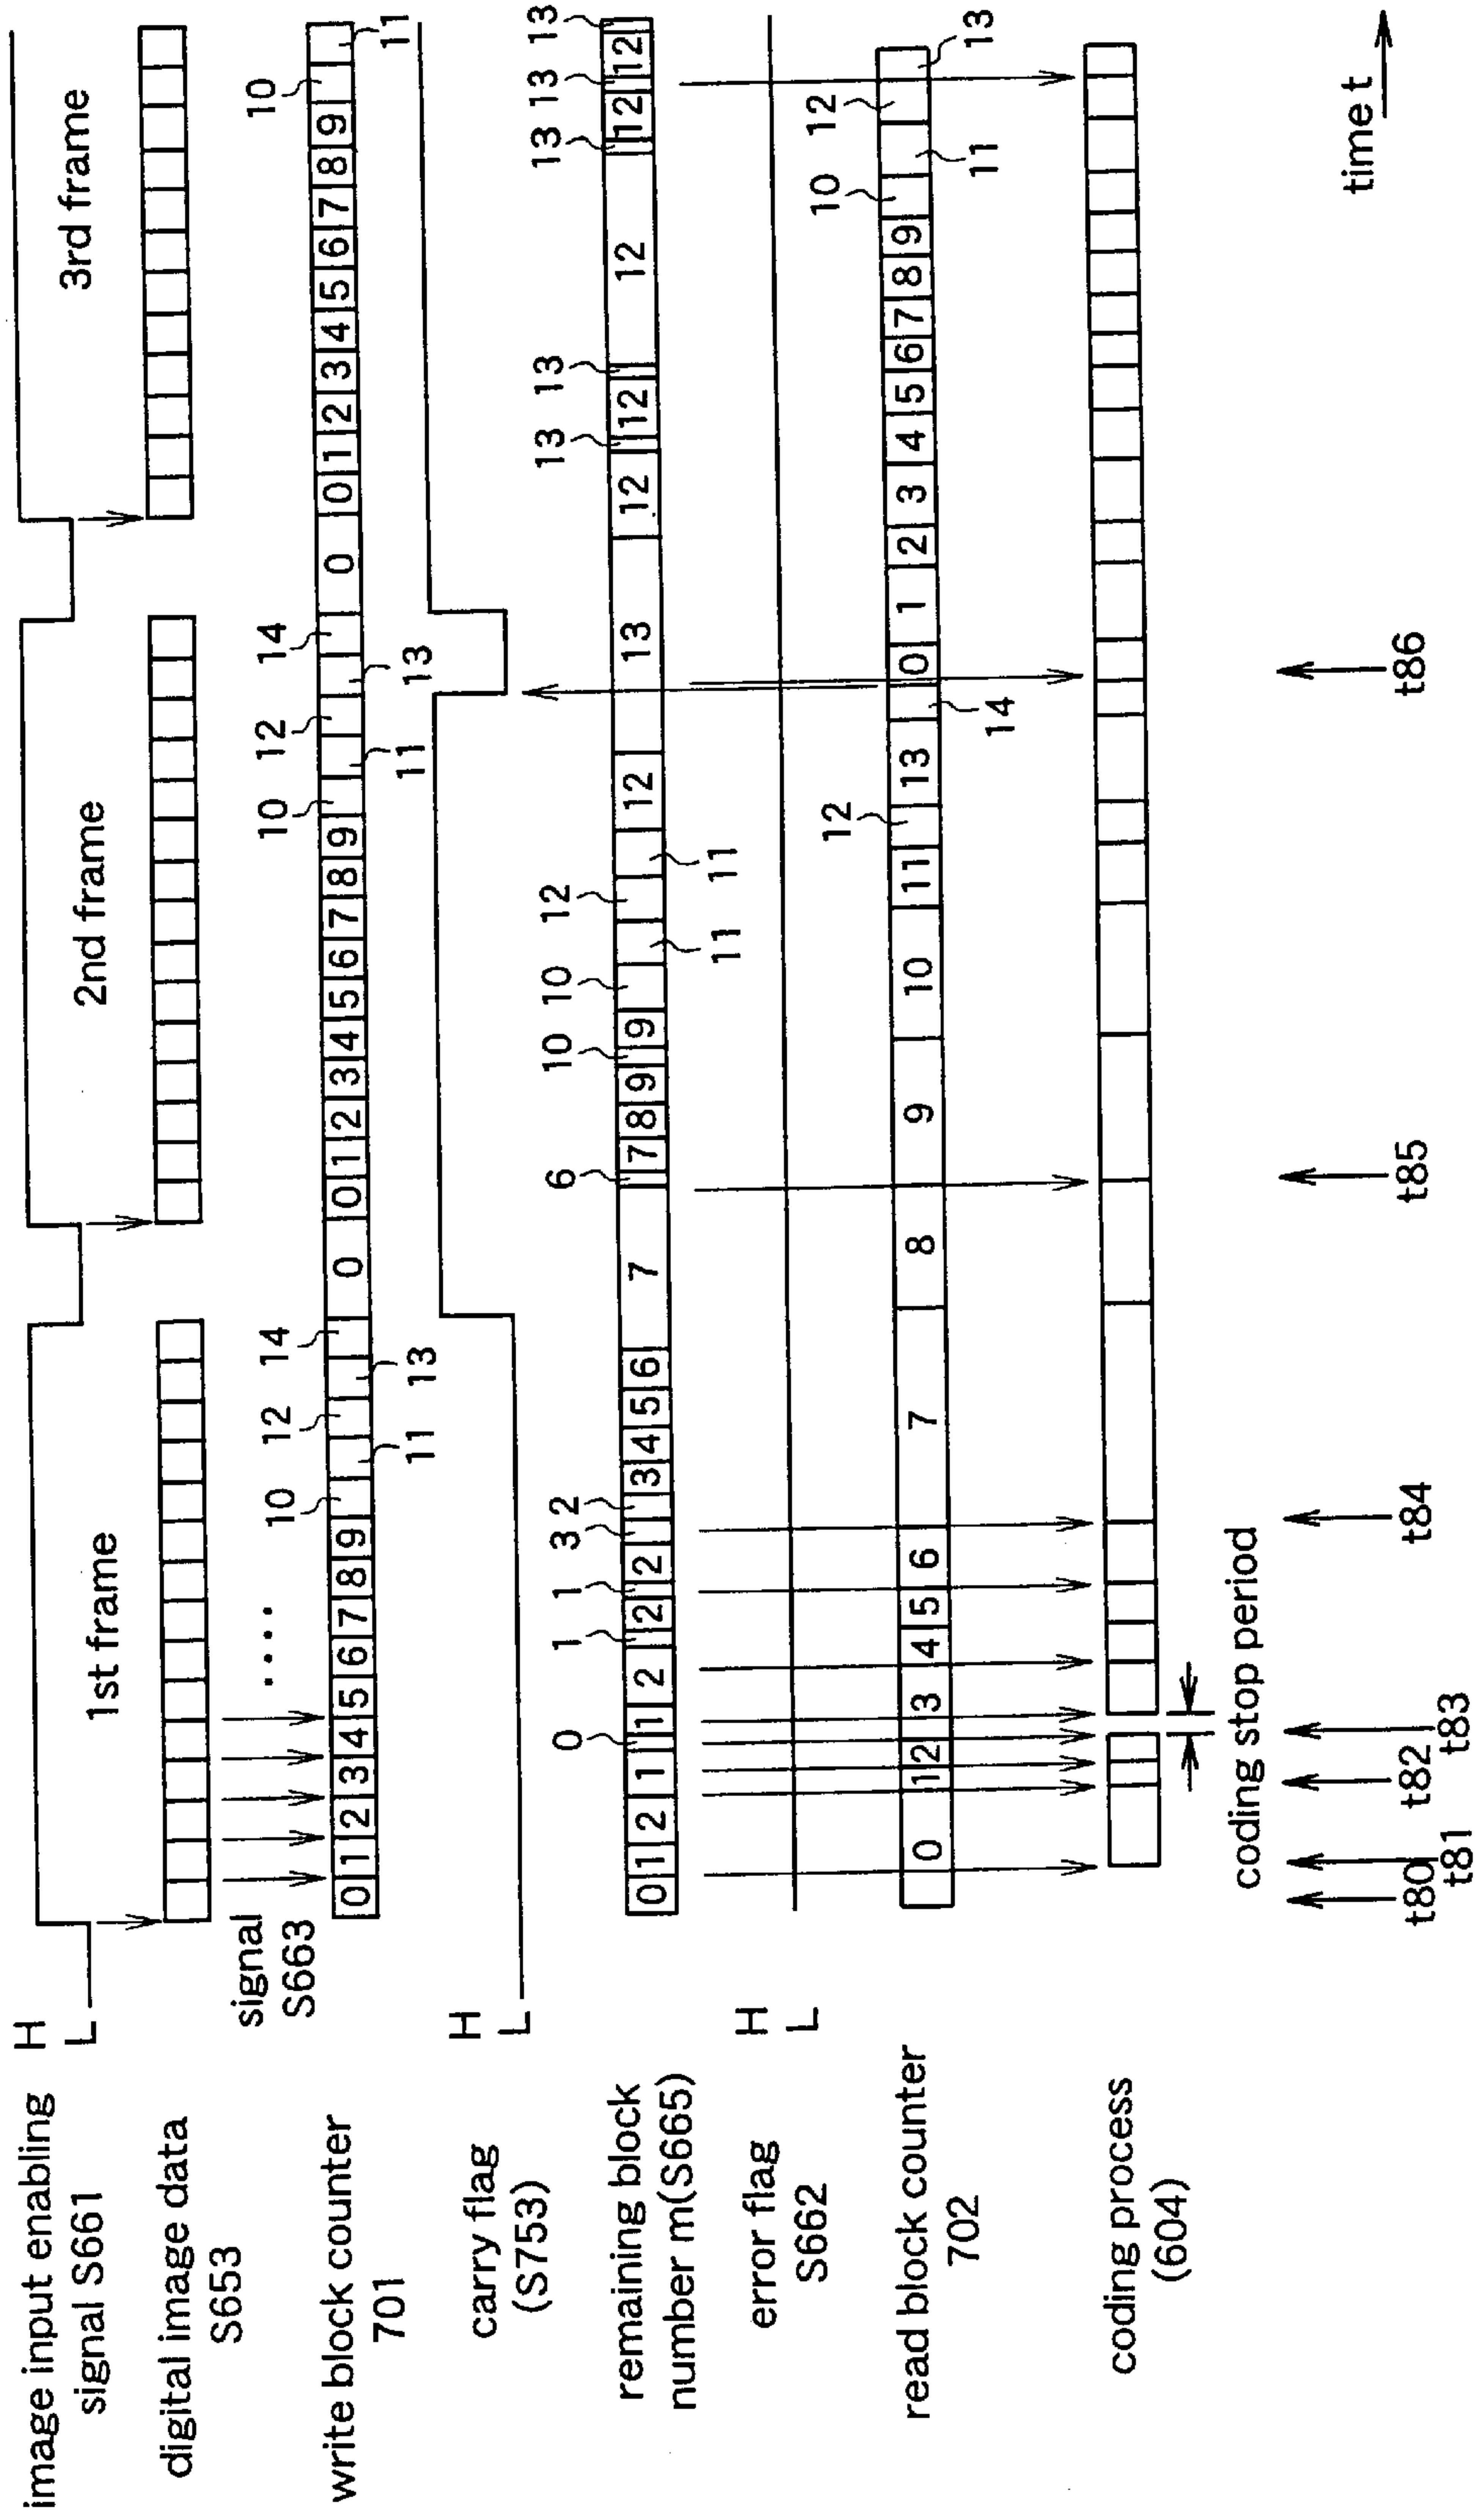 1st frame 2nd frame 3rd frame
image input enabling H
signal S661 L
digital image data
S653
signal
S663
....
10 12 14 10 12 14 10
write block counter 0 1 2 3 4 5 6 7 8 9 0 0 1 2 3 4 5 6 7 8 9 0 0 1 2 3 4 5 6 7 8 9
701
11 13 11 13 11
carry flag H
(S753) L
0 1 1 3 2 6 10 10 12 13 13 13 13 13
remaining block 0 1 2 1 1 2 2 2 3 4 5 6 7 7 8 9 9 12 13 12 12 12 12 12
number m(S665)
11 11
error flag H
S662 L
12 10 12
read block counter 0 1 2 3 4 5 6 7 8 9 10 11 13 0 1 2 3 4 5 6 7 8 9
702
14 11 13
coding process
(604)
coding stop period
t80 t81 t82 t83 t84 t85 t86
time t